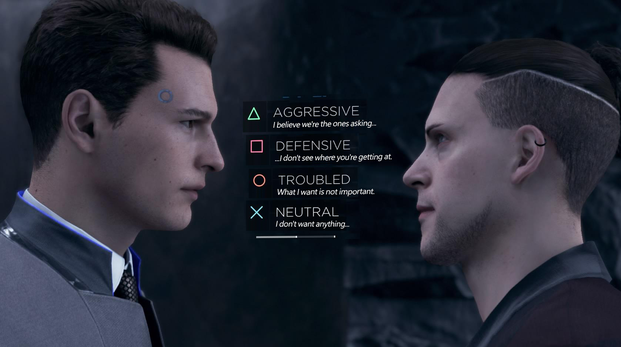 AGGRESSIVE
I believe we're the ones asking...
DEFENSIVE
...I don't see where you're getting at.
TROUBLED
What I want is not important.
NEUTRAL
I don't want anything...